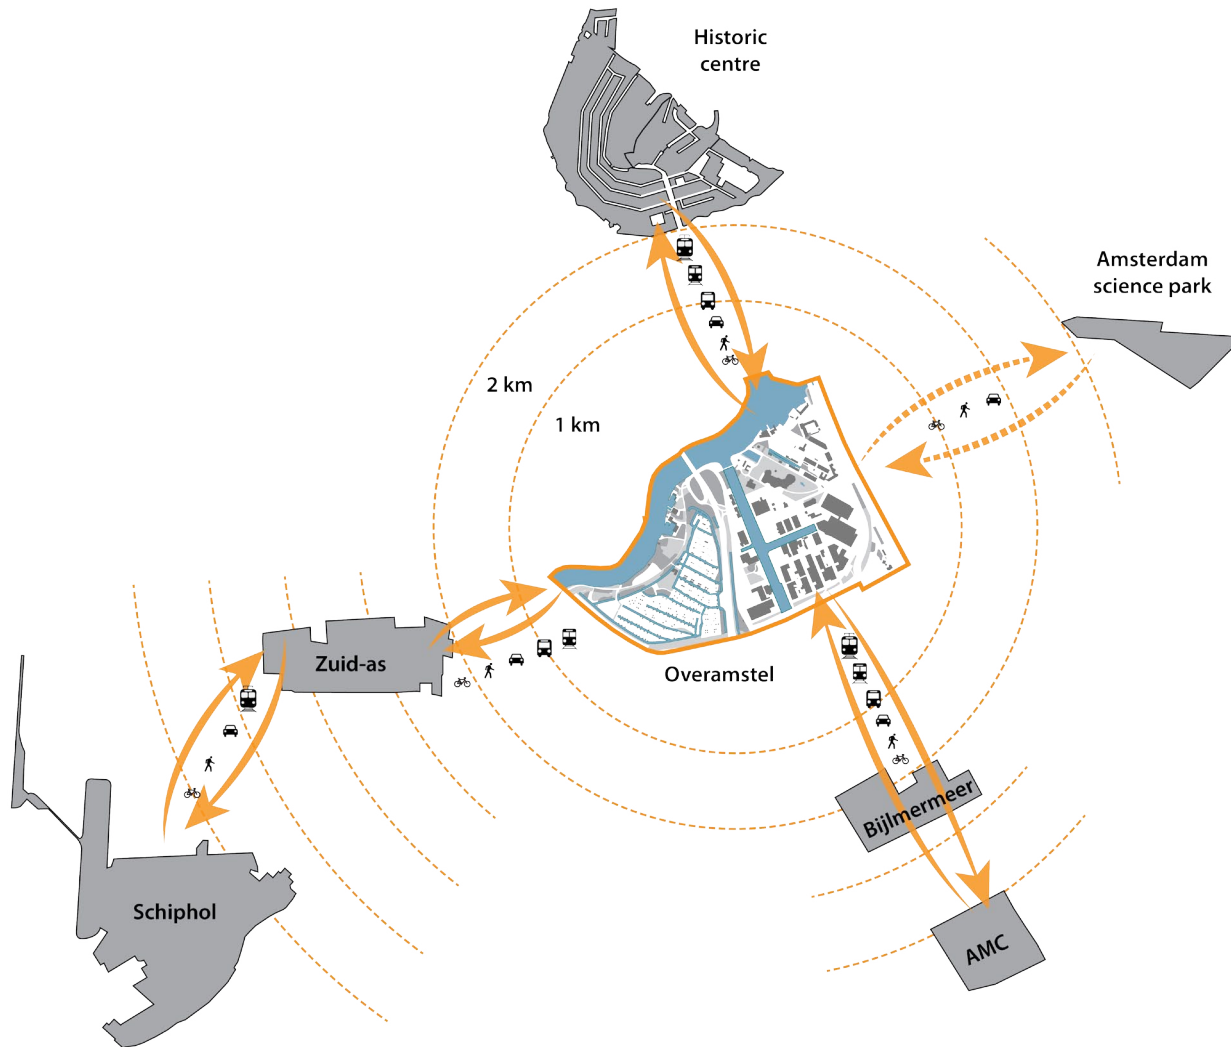 Historic
centre
Amsterdam
science park
2 km
1 km
Zuid-as
Overamstel
Bijlmermeer
Schiphol
AMC